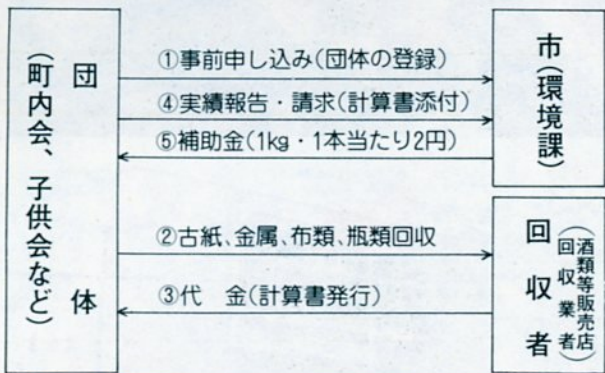 団体
(町内会、子供会など)
①事前申し込み(団体の登録)
④実績報告・請求(計算書添付)
⑤補助金(1kg・1本当たり2円)
②古紙、金属、布類、瓶類回収
③代 金(計算書発行)
市(環境課)
回収者
(酒類等販売店
回収業者)